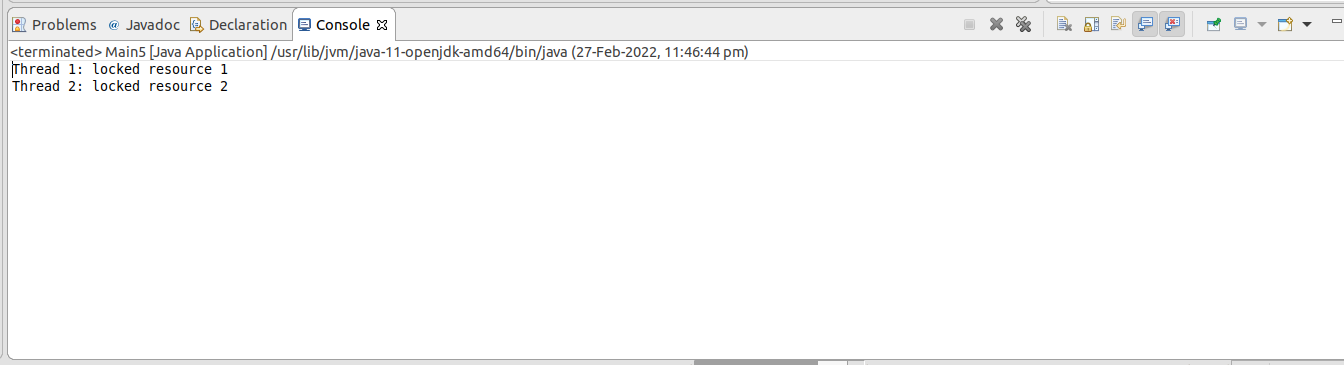 Problems @ Javadoc Declaration Console
<terminated> Main5 [Java Application] /usr/lib/jvm/java-11-openjdk-amd64/bin/java (27-Feb-2022, 11:46:44 pm)
Thread 1: locked resource 1
Thread 2: locked resource 2